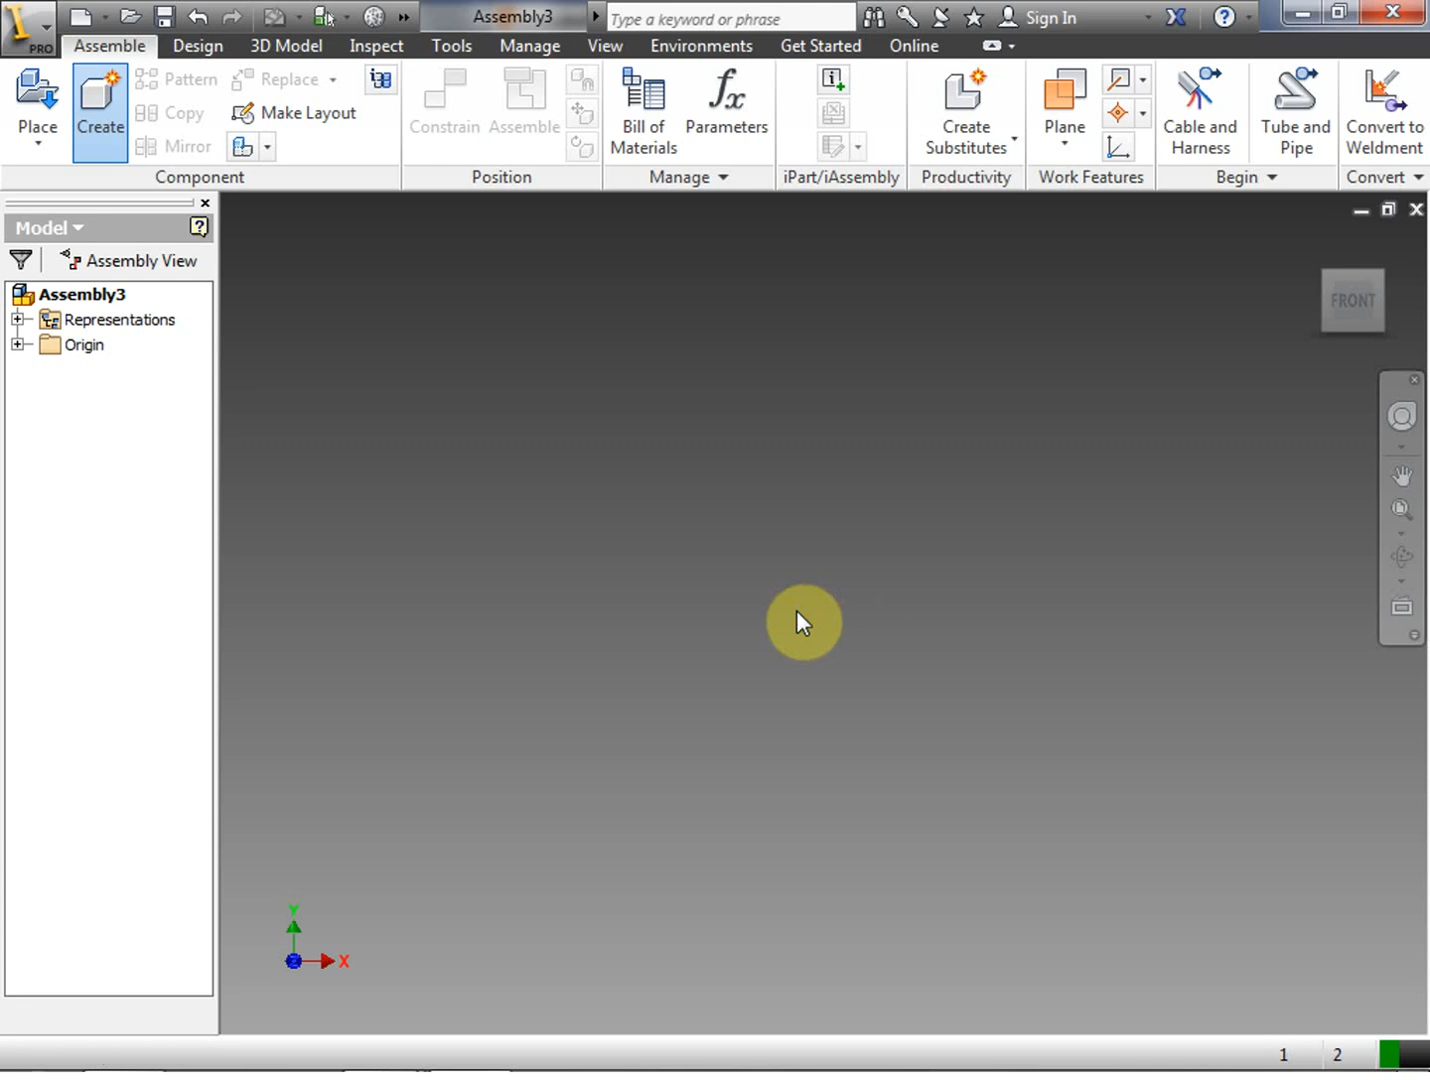 PRO
Assembly3
Type a keyword or phrase
Sign In
Assemble
Design
3D Model
Inspect
Tools
Manage
View
Environments
Get Started
Online
Place
Create
Pattern
Copy
Mirror
Replace
Make Layout
Component
Constrain
Assemble
Position
Bill of
Materials
Parameters
Manage
iPart/iAssembly
Create
Substitutes
Productivity
Plane
Work Features
Cable and
Harness
Tube and
Pipe
Begin
Convert to
Weldment
Convert
Model
Assembly View
Assembly3
Representations
Origin
FRONT
Y
X
1
2